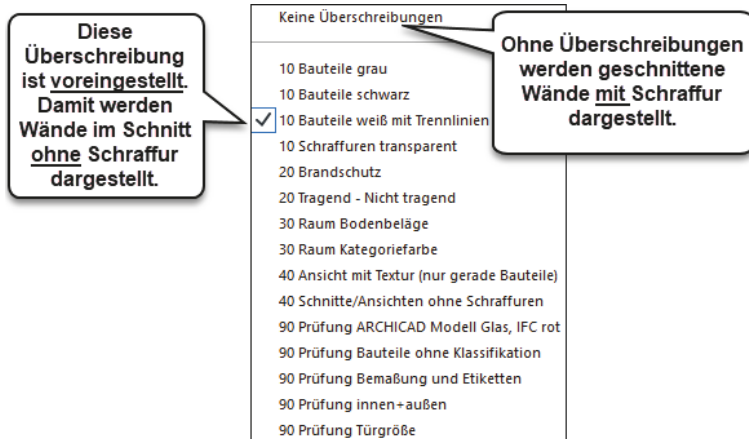 Diese
Überschreibung
ist voreingestellt.
Damit werden
Wände im Schnitt
ohne Schraffur
dargestellt.
Keine Überschreibungen
Ohne Überschreibungen
werden geschnittene
Wände mit Schraffur
dargestellt.
10 Bauteile grau
10 Bauteile schwarz
10 Bauteile weiß mit Trennlinien
10 Schraffuren transparent
20 Brandschutz
20 Tragend - Nicht tragend
30 Raum Bodenbeläge
30 Raum Kategoriefarbe
40 Ansicht mit Textur (nur gerade Bauteile)
40 Schnitte/Ansichten ohne Schraffuren
90 Prüfung ARCHICAD Modell Glas, IFC rot
90 Prüfung Bauteile ohne Klassifikation
90 Prüfung Bemaßung und Etiketten
90 Prüfung innen+außen
90 Prüfung Türgröße